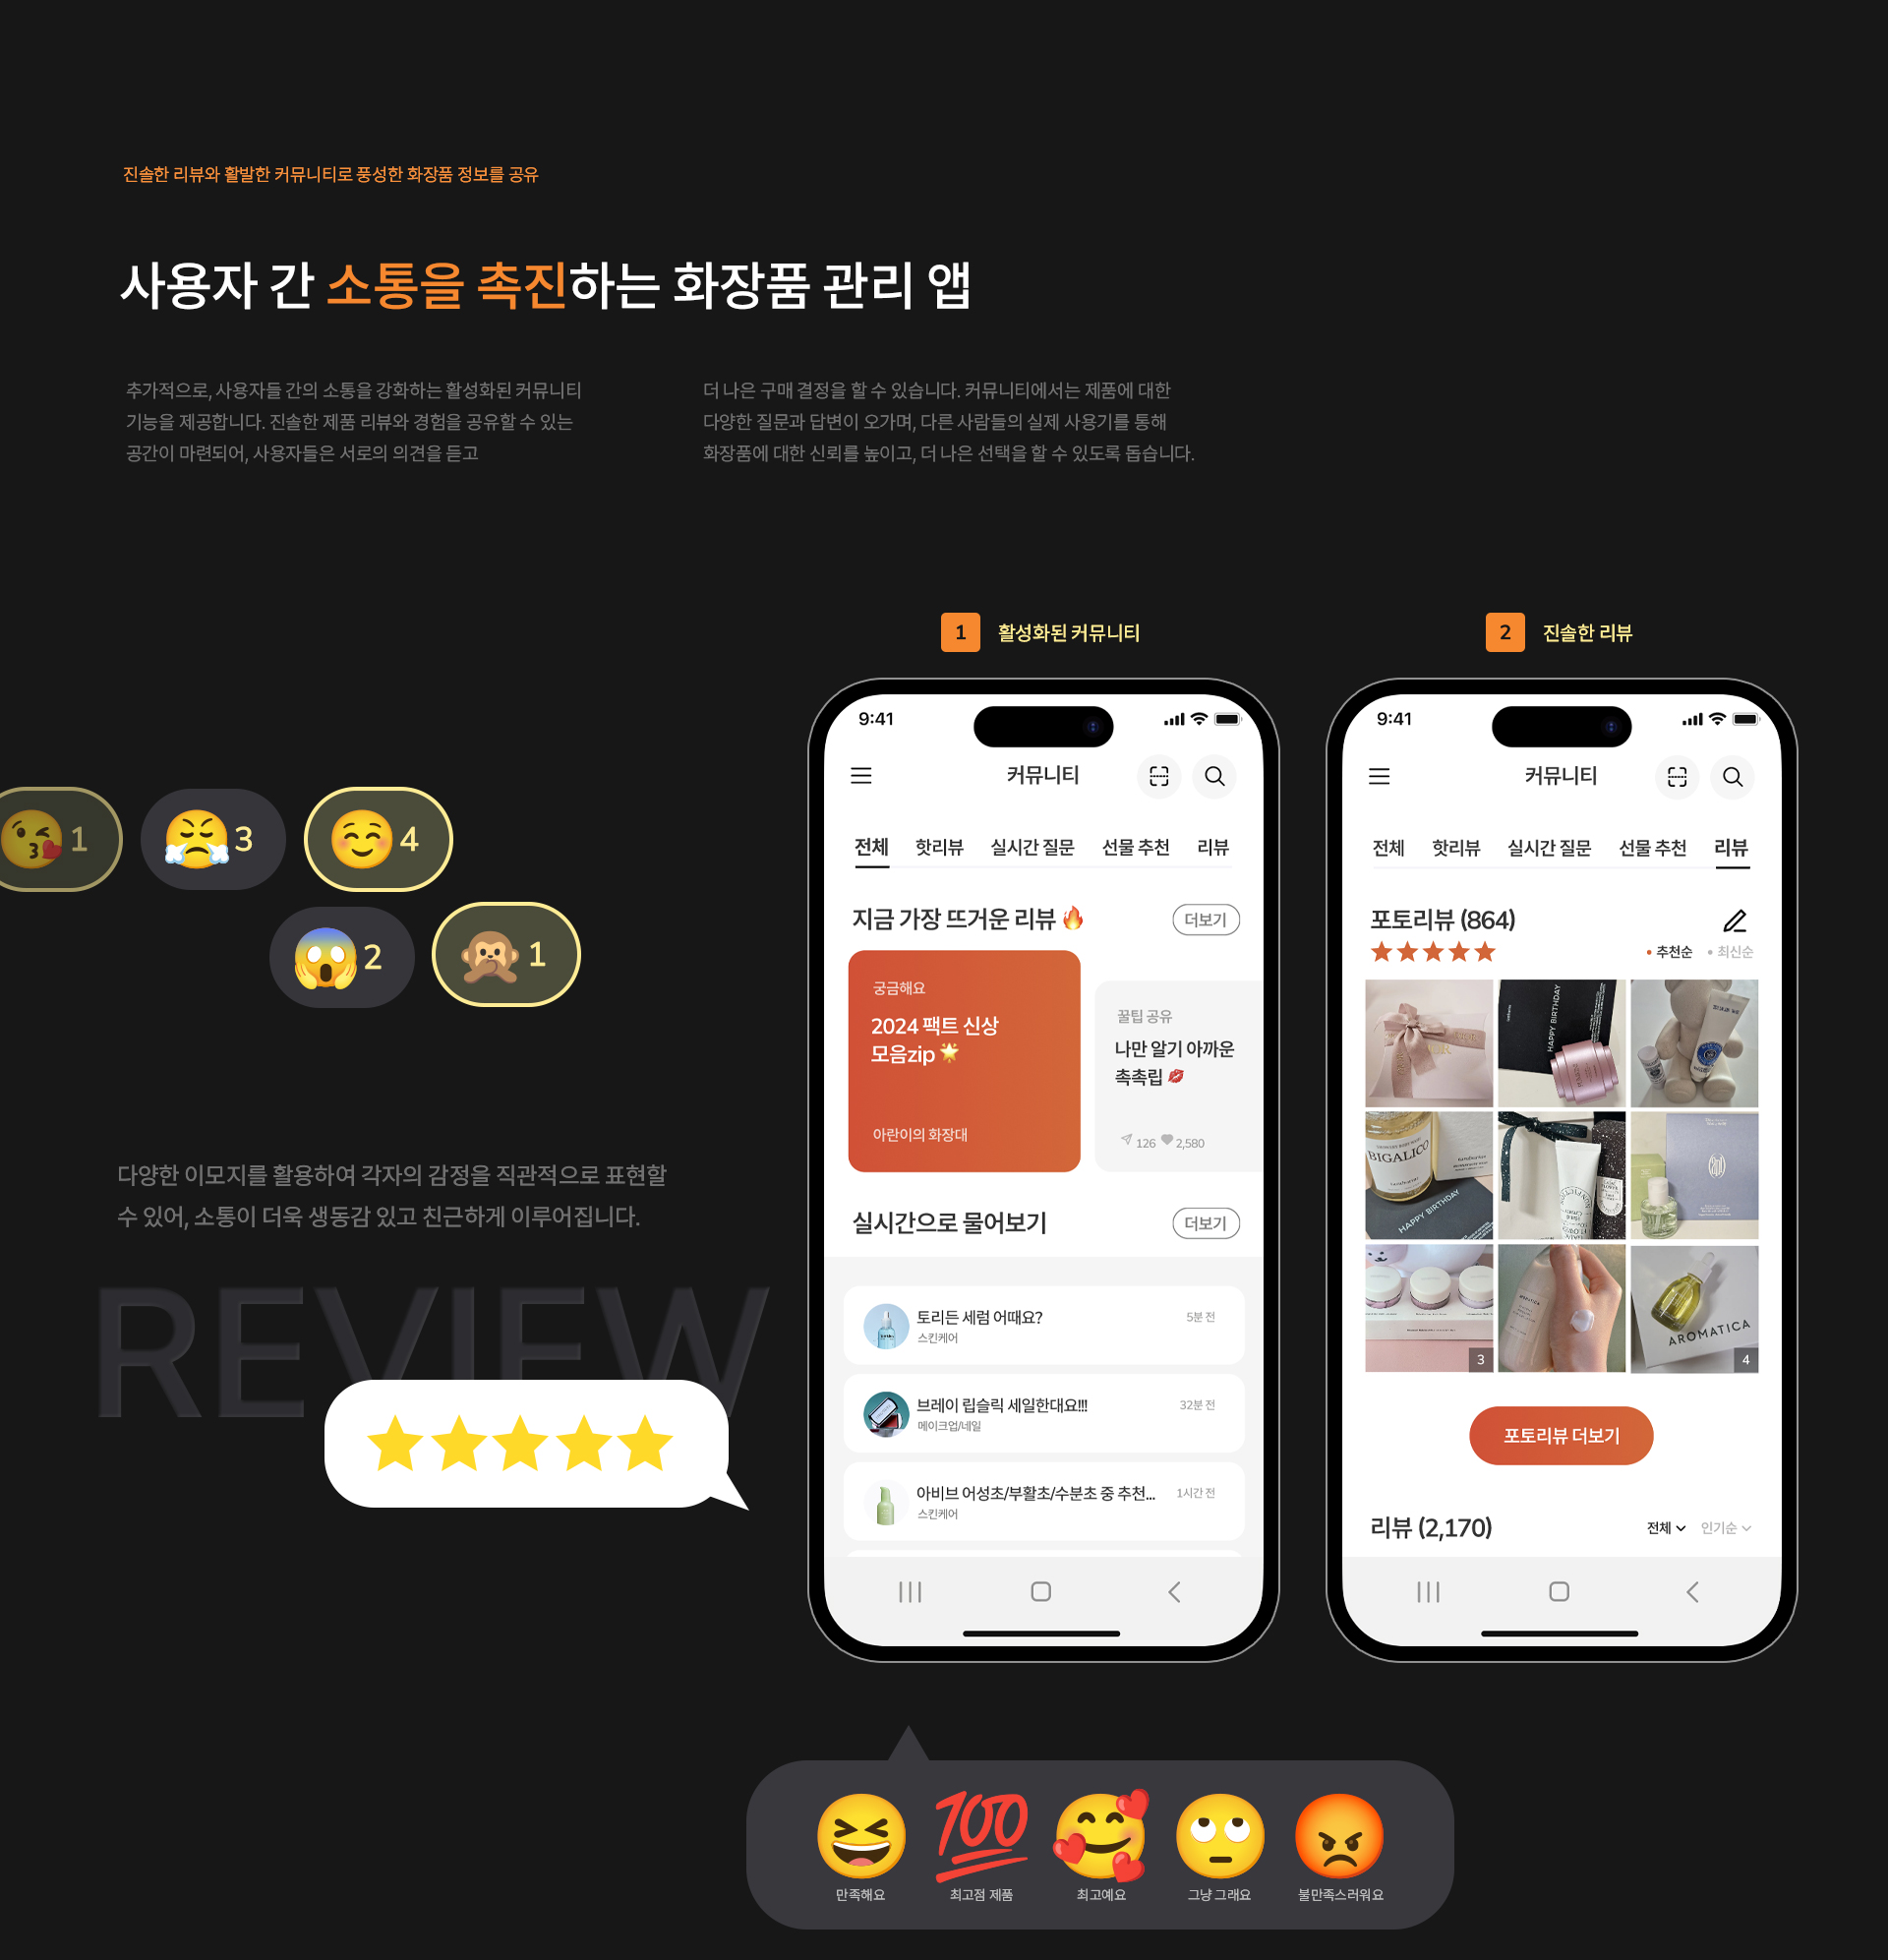 진솔한 리뷰와 활발한 커뮤니티로 풍성한 화장품 정보를 공유
사용자 간 소통을 촉진하는 화장품 관리 앱
추가적으로, 사용자들 간의 소통을 강화하는 활성화된 커뮤니티
기능을 제공합니다. 진솔한 제품 리뷰와 경험을 공유할 수 있는
공간이 마련되어, 사용자들은 서로의 의견을 듣고
더 나은 구매 결정을 할 수 있습니다. 커뮤니티에서는 제품에 대한
다양한 질문과 답변이 오가며, 다른 사람들의 실제 사용기를 통해
화장품에 대한 신뢰를 높이고, 더 나은 선택을 할 수 있도록 돕습니다.
😘 1 😤 3 ☺️ 4
😱 2 🙊 1
다양한 이모지를 활용하여 각자의 감정을 직관적으로 표현할
수 있어, 소통이 더욱 생동감 있고 친근하게 이루어집니다.
REVIEW
1 활성화된 커뮤니티
9:41
커뮤니티
전체 핫리뷰 실시간 질문 선물 추천 리뷰
지금 가장 뜨거운 리뷰 🔥 더보기
궁금해요
2024 팩트 신상
모음zip 🌟
아란이의 화장대
꿀팁 공유
나만 알기 아까운
촉촉립 💋
126 2,580
실시간으로 물어보기 더보기
토리든 세럼 어때요? 5분 전
스킨케어
브레이 립슬릭 세일한대요!!! 32분 전
메이크업/네일
아비브 어성초/부활초/수분초 중 추천... 1시간 전
스킨케어
2 진솔한 리뷰
9:41
커뮤니티
전체 핫리뷰 실시간 질문 선물 추천 리뷰
포토리뷰 (864)
• 추천순 • 최신순
HAPPY BIRTHDAY
BIGALICO
HAPPY BIRTHDAY
AROMATICA
3
4
포토리뷰 더보기
리뷰 (2,170) 전체 인기순
💯
만족해요 최고점 제품 최고예요 그냥 그래요 불만족스러워요